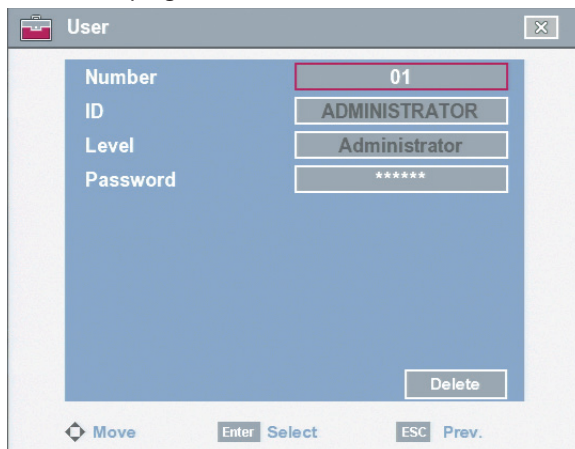 User
Number 01
ID ADMINISTRATOR
Level Administrator
Password ******
Delete
Move Enter Select ESC Prev.